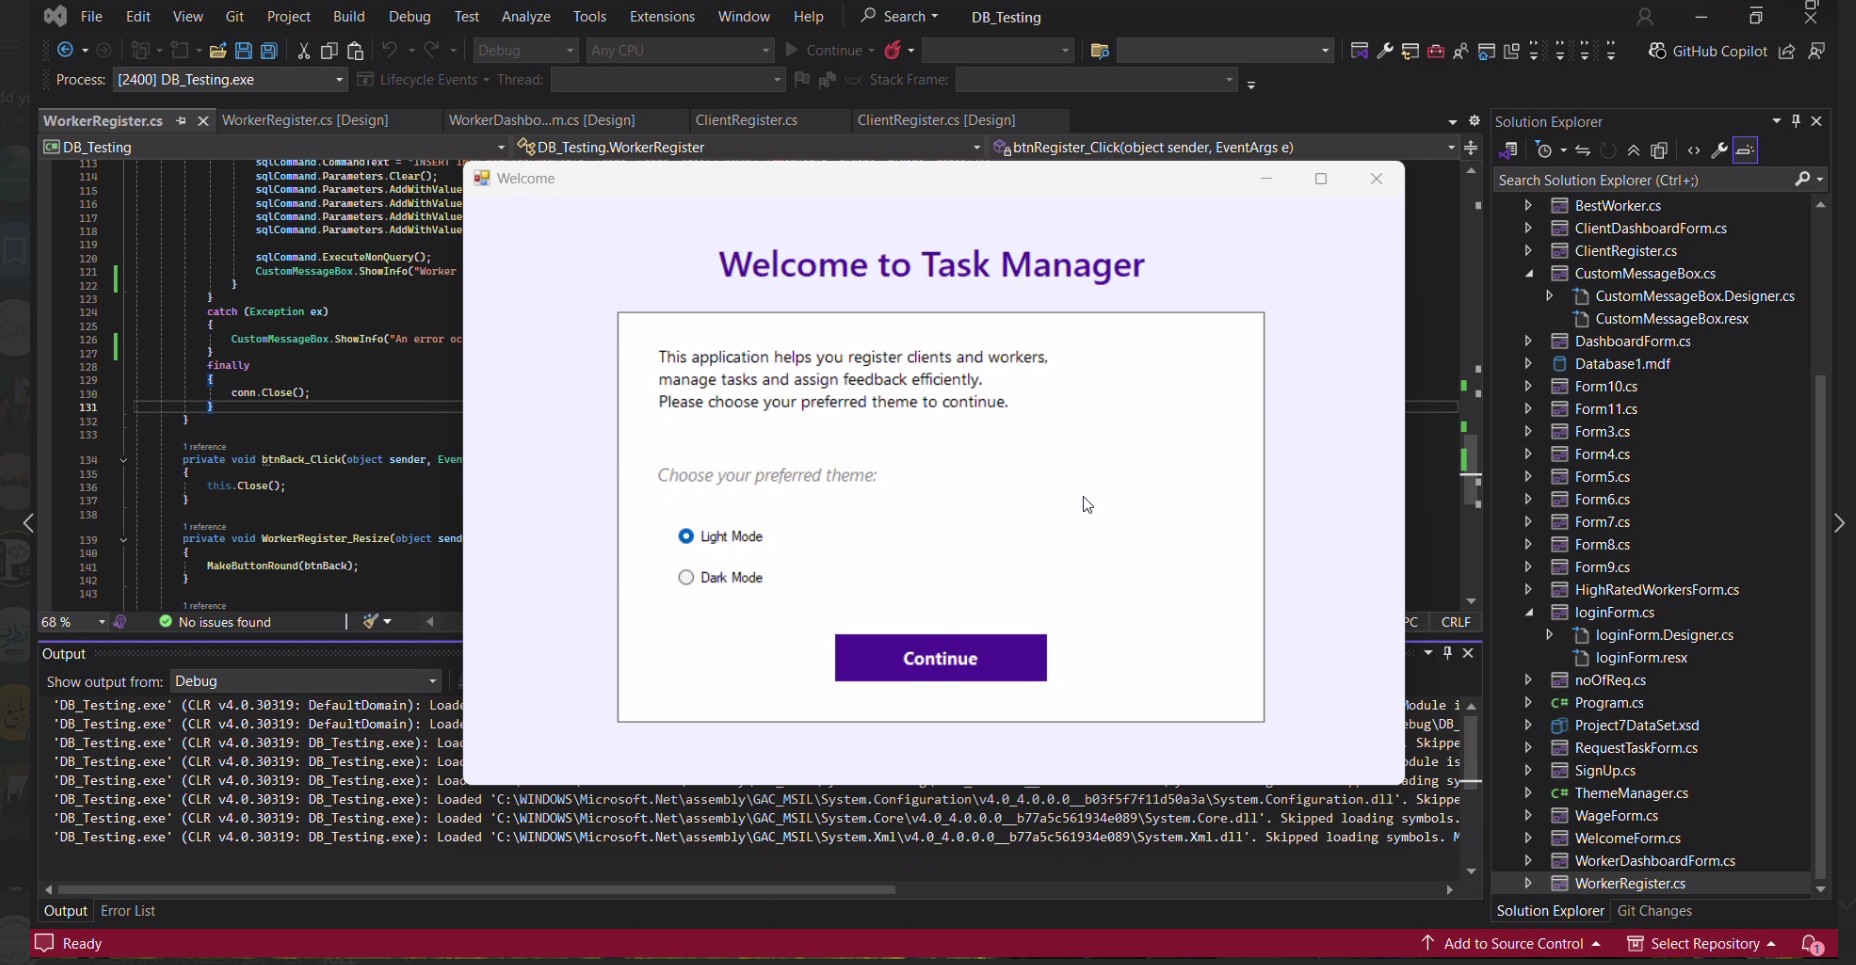 File Edit View Git Project Build Debug Test Analyze Tools Extensions Window Help Search DB_Testing
Debug Any CPU Continue GitHub Copilot
Process: [2400] DB_Testing.exe Lifecycle Events Thread: Stack Frame:
WorkerRegister.cs WorkerRegister.cs [Design] WorkerDashbo...m.cs [Design] ClientRegister.cs ClientRegister.cs [Design]
DB_Testing DB_Testing.WorkerRegister btnRegister_Click(object sender, EventArgs e)
113 sqlCommand.CommandText = "INSERT
114 sqlCommand.Parameters.Clear();
115 sqlCommand.Parameters.AddWithValue
116 sqlCommand.Parameters.AddWithValue
117 sqlCommand.Parameters.AddWithValue
118 sqlCommand.Parameters.AddWithValue
119
120 sqlCommand.ExecuteNonQuery();
121 CustomMessageBox.ShowInfo("Worker
122 }
123 }
124 catch (Exception ex)
125 {
126 CustomMessageBox.ShowInfo("An error oc
127 }
128 finally
129 {
130 conn.Close();
131 }
132 }
133
1 reference
134 private void btnBack_Click(object sender, Even
135 {
136 this.Close();
137 }
138
1 reference
139 private void WorkerRegister_Resize(object send
140 {
141 MakeButtonRound(btnBack);
142 }
143
1 reference
68 % No issues found
CRLF
Welcome
Welcome to Task Manager
This application helps you register clients and workers,
manage tasks and assign feedback efficiently.
Please choose your preferred theme to continue.
Choose your preferred theme:
Light Mode
Dark Mode
Continue
Output
Show output from: Debug
'DB_Testing.exe' (CLR v4.0.30319: DefaultDomain): Loade
'DB_Testing.exe' (CLR v4.0.30319: DefaultDomain): Loade
'DB_Testing.exe' (CLR v4.0.30319: DB_Testing.exe): Load
'DB_Testing.exe' (CLR v4.0.30319: DB_Testing.exe): Load
'DB_Testing.exe' (CLR v4.0.30319: DB_Testing.exe): Load
'DB_Testing.exe' (CLR v4.0.30319: DB_Testing.exe): Loaded 'C:\WINDOWS\Microsoft.Net\assembly\GAC_MSIL\System.Configuration\v4.0_4.0.0.0__b03f5f7f11d50a3a\System.Configuration.dll'. Skippe
'DB_Testing.exe' (CLR v4.0.30319: DB_Testing.exe): Loaded 'C:\WINDOWS\Microsoft.Net\assembly\GAC_MSIL\System.Core\v4.0_4.0.0.0__b77a5c561934e089\System.Core.dll'. Skipped loading symbols.
'DB_Testing.exe' (CLR v4.0.30319: DB_Testing.exe): Loaded 'C:\WINDOWS\Microsoft.Net\assembly\GAC_MSIL\System.Xml\v4.0_4.0.0.0__b77a5c561934e089\System.Xml.dll'. Skipped loading symbols. M
Output Error List
Solution Explorer
Search Solution Explorer (Ctrl+;)
BestWorker.cs
ClientDashboardForm.cs
ClientRegister.cs
CustomMessageBox.cs
CustomMessageBox.Designer.cs
CustomMessageBox.resx
DashboardForm.cs
Database1.mdf
Form10.cs
Form11.cs
Form3.cs
Form4.cs
Form5.cs
Form6.cs
Form7.cs
Form8.cs
Form9.cs
HighRatedWorkersForm.cs
loginForm.cs
loginForm.Designer.cs
loginForm.resx
noOfReq.cs
Program.cs
Project7DataSet.xsd
RequestTaskForm.cs
SignUp.cs
ThemeManager.cs
WageForm.cs
WelcomeForm.cs
WorkerDashboardForm.cs
WorkerRegister.cs
Solution Explorer Git Changes
Ready Add to Source Control Select Repository 1